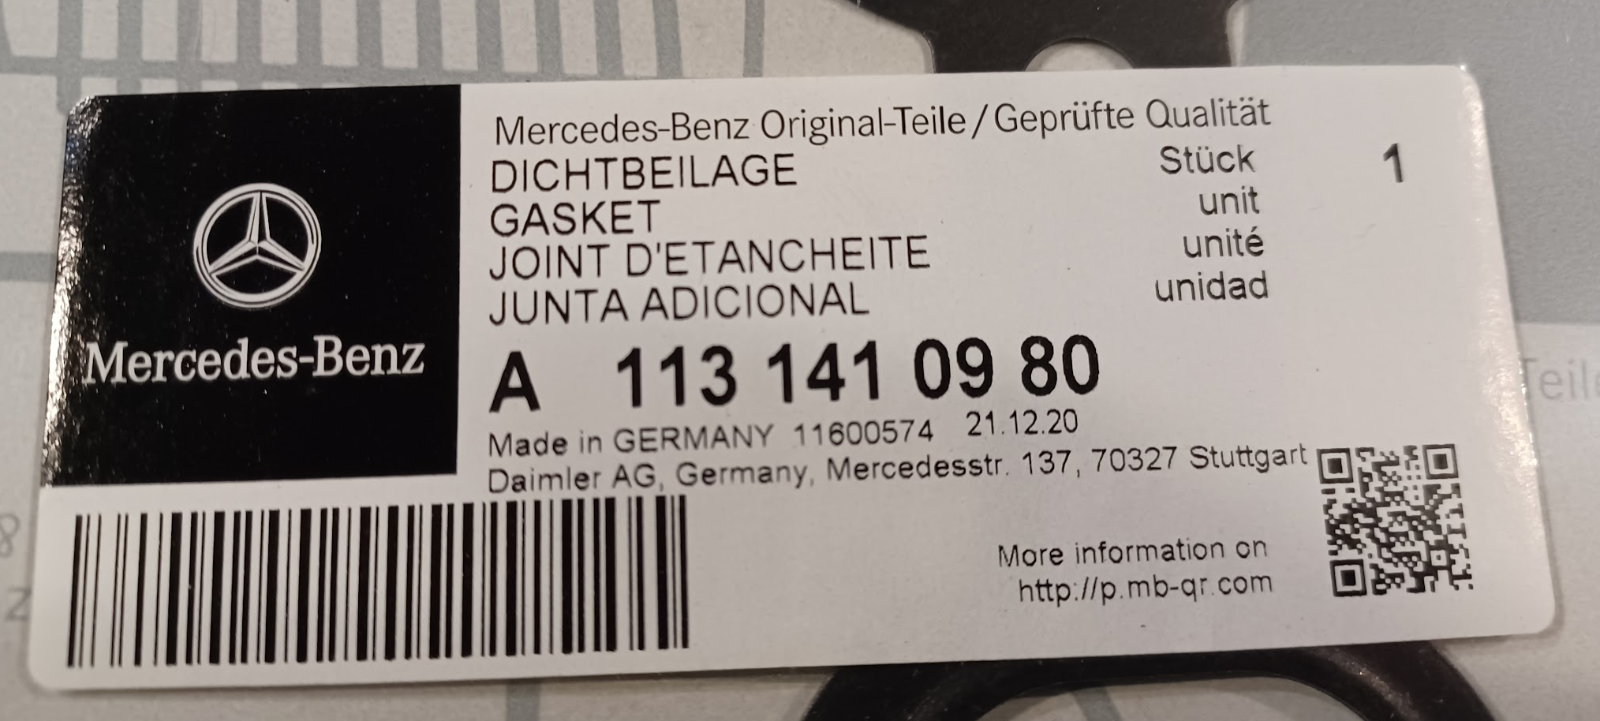 Mercedes-Benz
Mercedes-Benz Original-Teile/Geprüfte Qualität
DICHTBEILAGE Stück 1
GASKET unit
JOINT D'ETANCHEITE unité
JUNTA ADICIONAL unidad
A 113 141 09 80
Made in GERMANY 11600574 21.12.20
Daimler AG, Germany, Mercedesstr. 137, 70327 Stuttgart
More information on
http://p.mb-qr.com
Teile